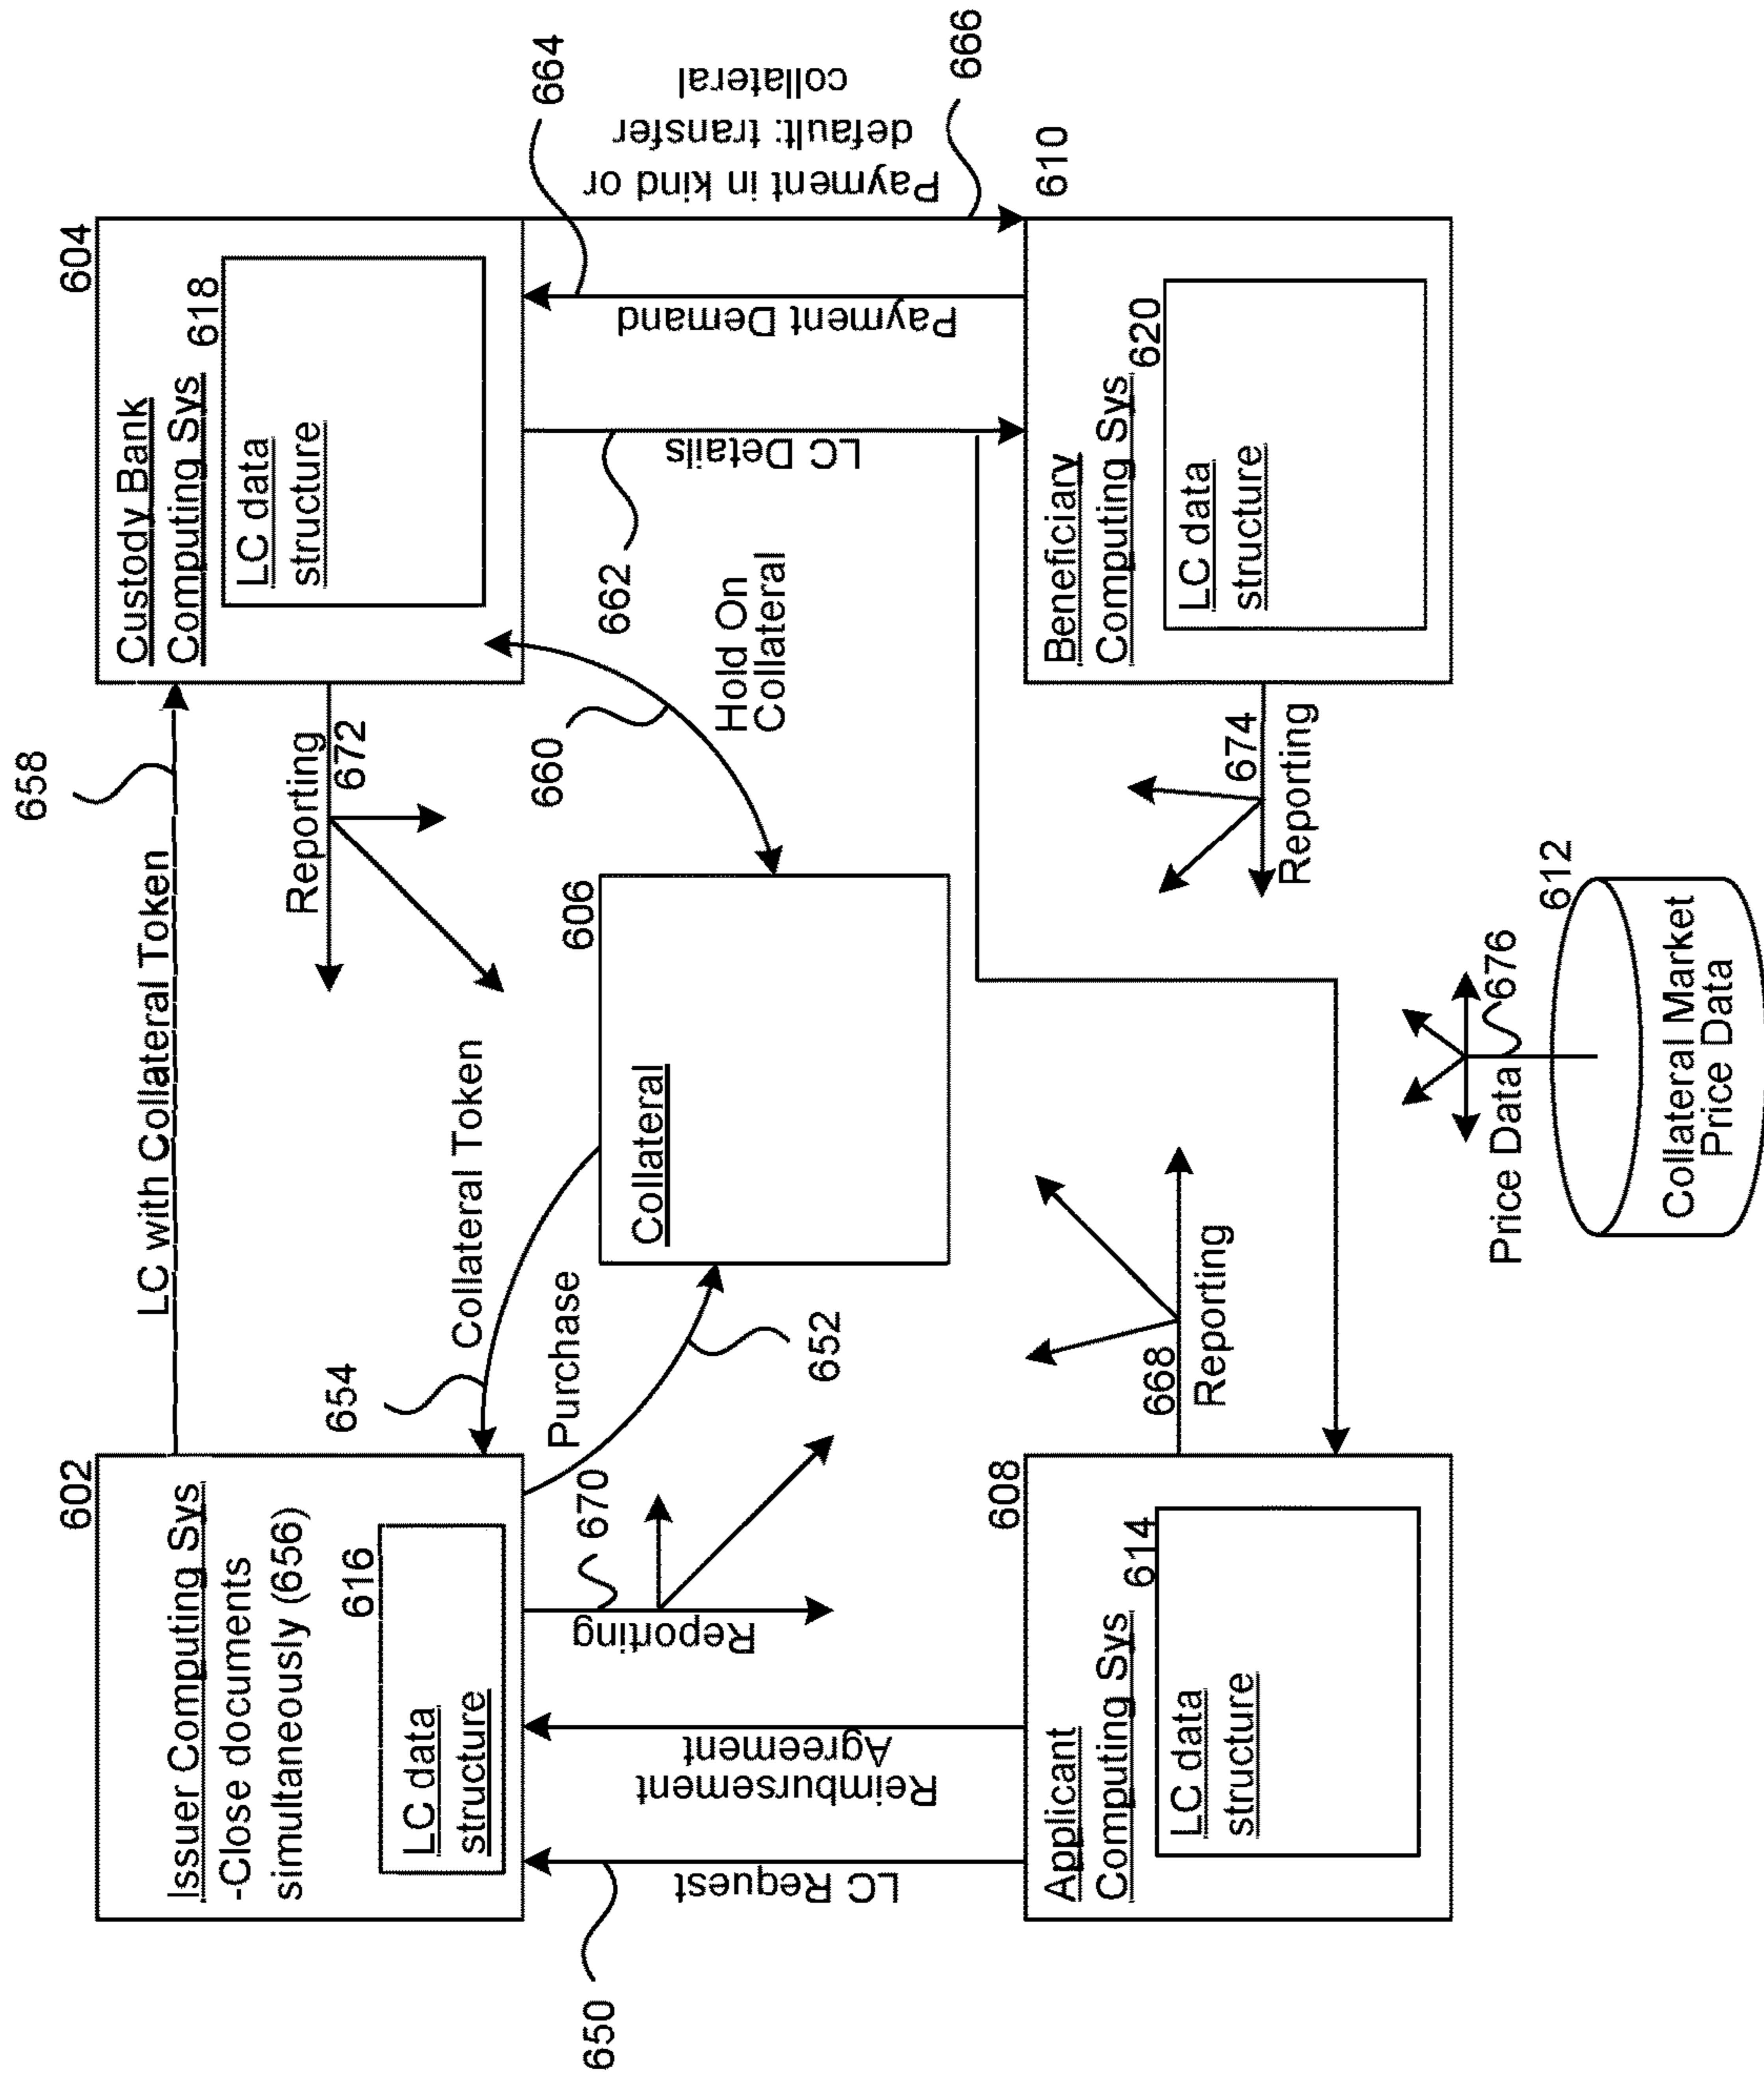 602
Issuer Computing Sys
-Close documents
simultaneously (656)
616
LC data
structure
658
LC with Collateral Token
604
Custody Bank
Computing Sys
618
LC data
structure
Reporting
672
654
Collateral Token
Purchase
652
606
Collateral
660
Hold On
Collateral
670
Reporting
650
LC Request
Reimbursement
Agreement
662
LC Details
Payment Demand
664
Payment in kind or
default: transfer
collateral
666
608
Applicant
Computing Sys
614
LC data
structure
668
Reporting
610
Beneficiary
Computing Sys
620
LC data
structure
674
Reporting
Price Data
676
612
Collateral Market
Price Data